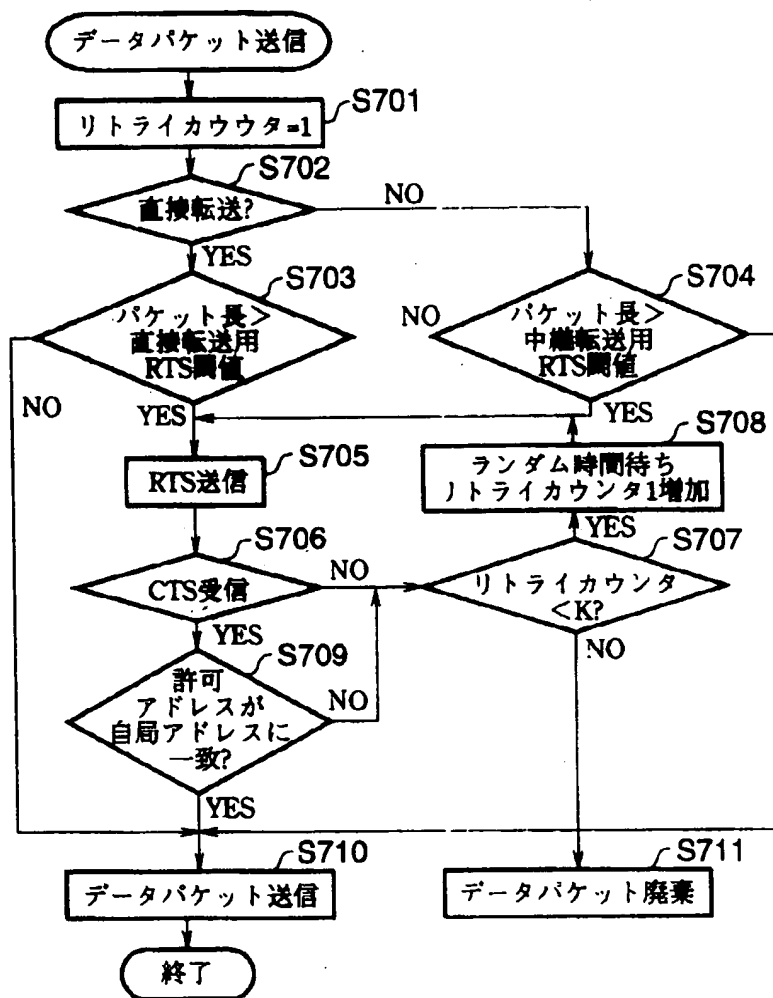 データパケット送信
S701
リトライカウウタ=1
S702
直接転送?
NO
YES
S703
パケット長>
直接転送用
RTS閾値
NO
YES
S704
NO
パケット長>
中継転送用
RTS閾値
YES
S705
RTS送信
S708
ランダム時間待ち
リトライカウンタ1増加
YES
S706
CTS受信
NO
YES
S707
リトライカウンタ
<K?
NO
S709
許可
アドレスが
自局アドレスに
一致?
NO
YES
S710
データパケット送信
S711
データパケット廃棄
終了